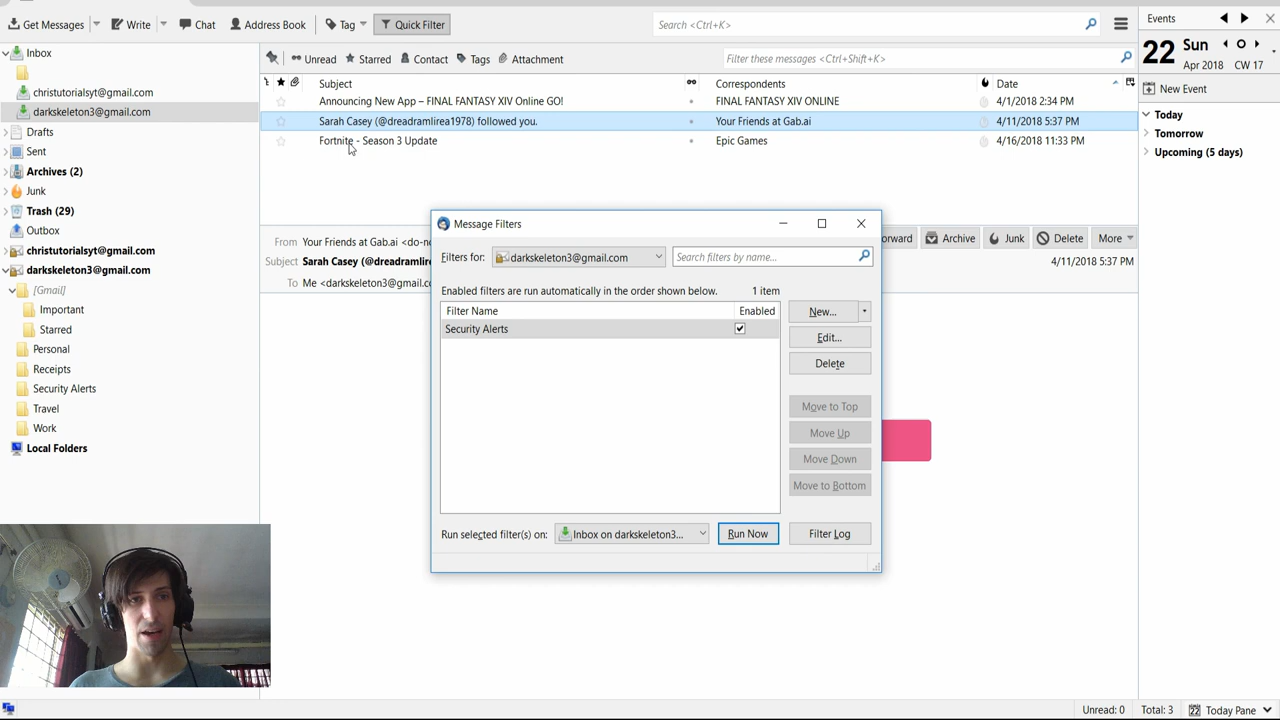 Get Messages
Write
Chat
Address Book
Tag
Quick Filter
Search <Ctrl+K>
Events
Inbox
christutorialsyt@gmail.com
darkskeleton3@gmail.com
Drafts
Sent
Archives (2)
Junk
Trash (29)
Outbox
christutorialsyt@gmail.com
darkskeleton3@gmail.com
[Gmail]
Important
Starred
Personal
Receipts
Security Alerts
Travel
Work
Local Folders
Unread
Starred
Contact
Tags
Attachment
Filter these messages <Ctrl+Shift+K>
Subject
Correspondents
Date
Announcing New App – FINAL FANTASY XIV Online GO!
FINAL FANTASY XIV ONLINE
4/1/2018 2:34 PM
Sarah Casey (@dreadramlirea1978) followed you.
Your Friends at Gab.ai
4/11/2018 5:37 PM
Fortnite - Season 3 Update
Epic Games
4/16/2018 11:33 PM
From Your Friends at Gab.ai <do-no
orward
Archive
Junk
Delete
More
Subject Sarah Casey (@dreadramlire
4/11/2018 5:37 PM
To Me <darkskeleton3@gmail.co
Message Filters
Filters for:
darkskeleton3@gmail.com
Search filters by name...
Enabled filters are run automatically in the order shown below.
1 item
Filter Name
Enabled
Security Alerts
New...
Edit...
Delete
Move to Top
Move Up
Move Down
Move to Bottom
Run selected filter(s) on:
Inbox on darkskeleton3...
Run Now
Filter Log
22
Sun
Apr 2018
CW 17
New Event
Today
Tomorrow
Upcoming (5 days)
Unread: 0
Total: 3
22
Today Pane